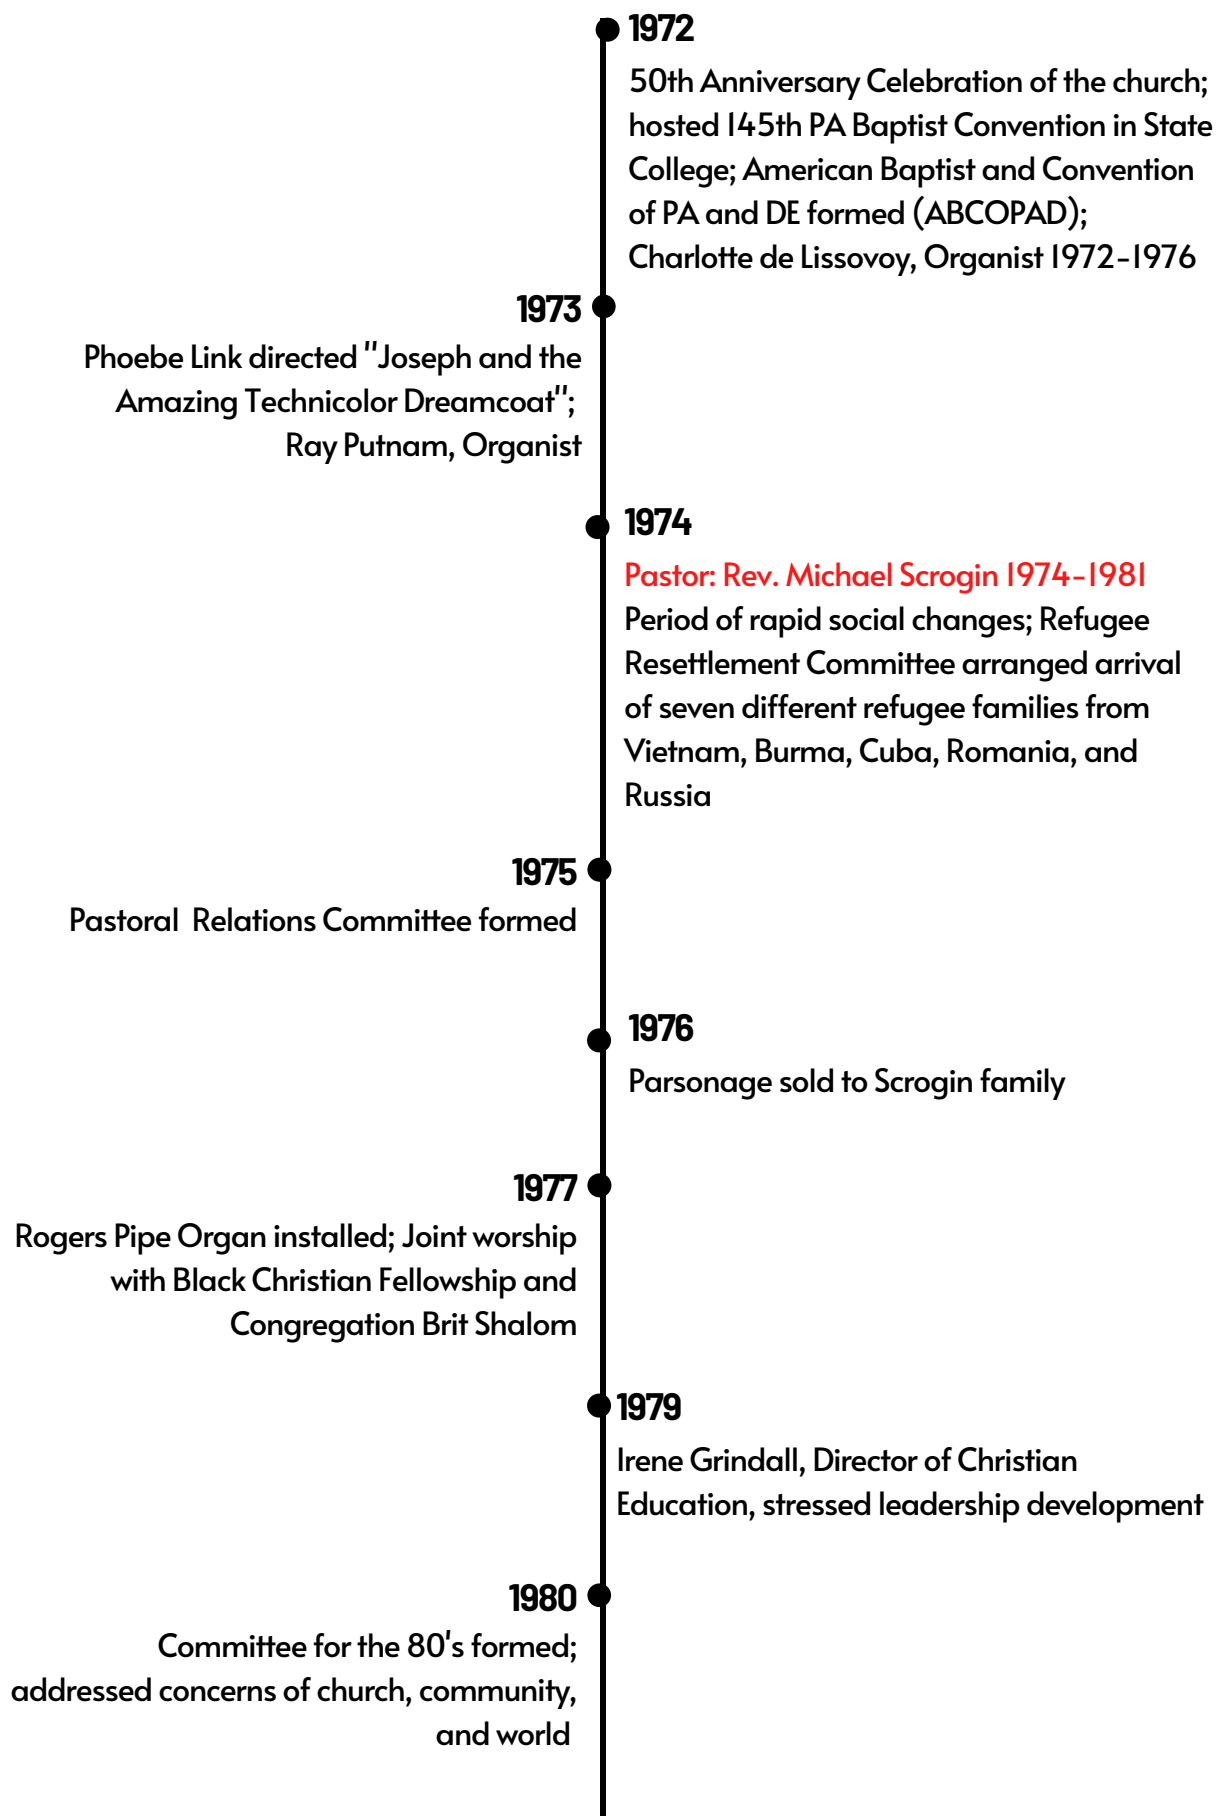 1972
50th Anniversary Celebration of the church;
hosted 145th PA Baptist Convention in State
College; American Baptist and Convention
of PA and DE formed (ABCOPAD);
Charlotte de Lissovoy, Organist 1972-1976
1973
Phoebe Link directed "Joseph and the
Amazing Technicolor Dreamcoat";
Ray Putnam, Organist
1974
Pastor: Rev. Michael Scrogin 1974-1981
Period of rapid social changes; Refugee
Resettlement Committee arranged arrival
of seven different refugee families from
Vietnam, Burma, Cuba, Romania, and
Russia
1975
Pastoral  Relations Committee formed
1976
Parsonage sold to Scrogin family
1977
Rogers Pipe Organ installed; Joint worship
with Black Christian Fellowship and
Congregation Brit Shalom
1979
Irene Grindall, Director of Christian
Education, stressed leadership development
1980
Committee for the 80's formed;
addressed concerns of church, community,
and world